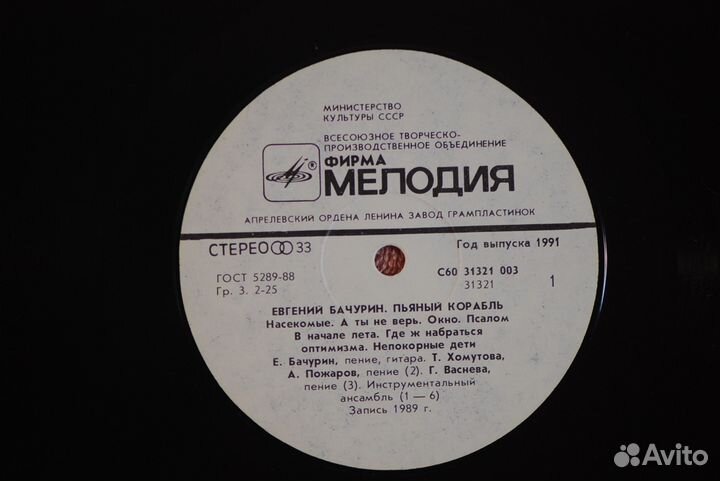 МИНИСТЕРСТВО
КУЛЬТУРЫ СССР
ВСЕСОЮЗНОЕ ТВОРЧЕСКО-
ПРОИЗВОДСТВЕННОЕ ОБЪЕДИНЕНИЕ
®
ФИРМА
МЕЛОДИЯ
АПРЕЛЕВСКИЙ ОРДЕНА ЛЕНИНА ЗАВОД ГРАМПЛАСТИНОК
СТЕРЕО 33
Год выпуска 1991
ГОСТ 5289-88
С60 31321 003
Гр. 3. 2-25
31321
1
ЕВГЕНИЙ БАЧУРИН. ПЬЯНЫЙ КОРАБЛЬ
Насекомые. А ты не верь. Окно. Псалом
В начале лета. Где ж набраться
оптимизма. Непокорные дети
Е. Бачурин, пение, гитара. Т. Хомутова,
А. Пожаров, пение (2). Г. Васнева,
пение (3). Инструментальный
ансамбль (1 — 6)
Запись 1989 г.
Avito